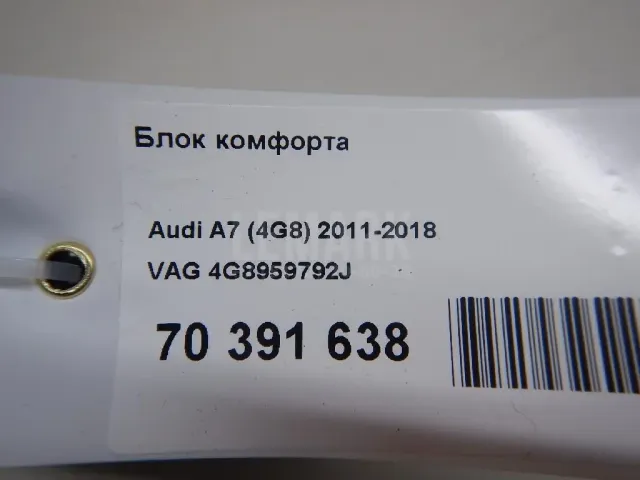 Блок комфорта
Audi A7 (4G8) 2011-2018
VAG 4G8959792J
70 391 638